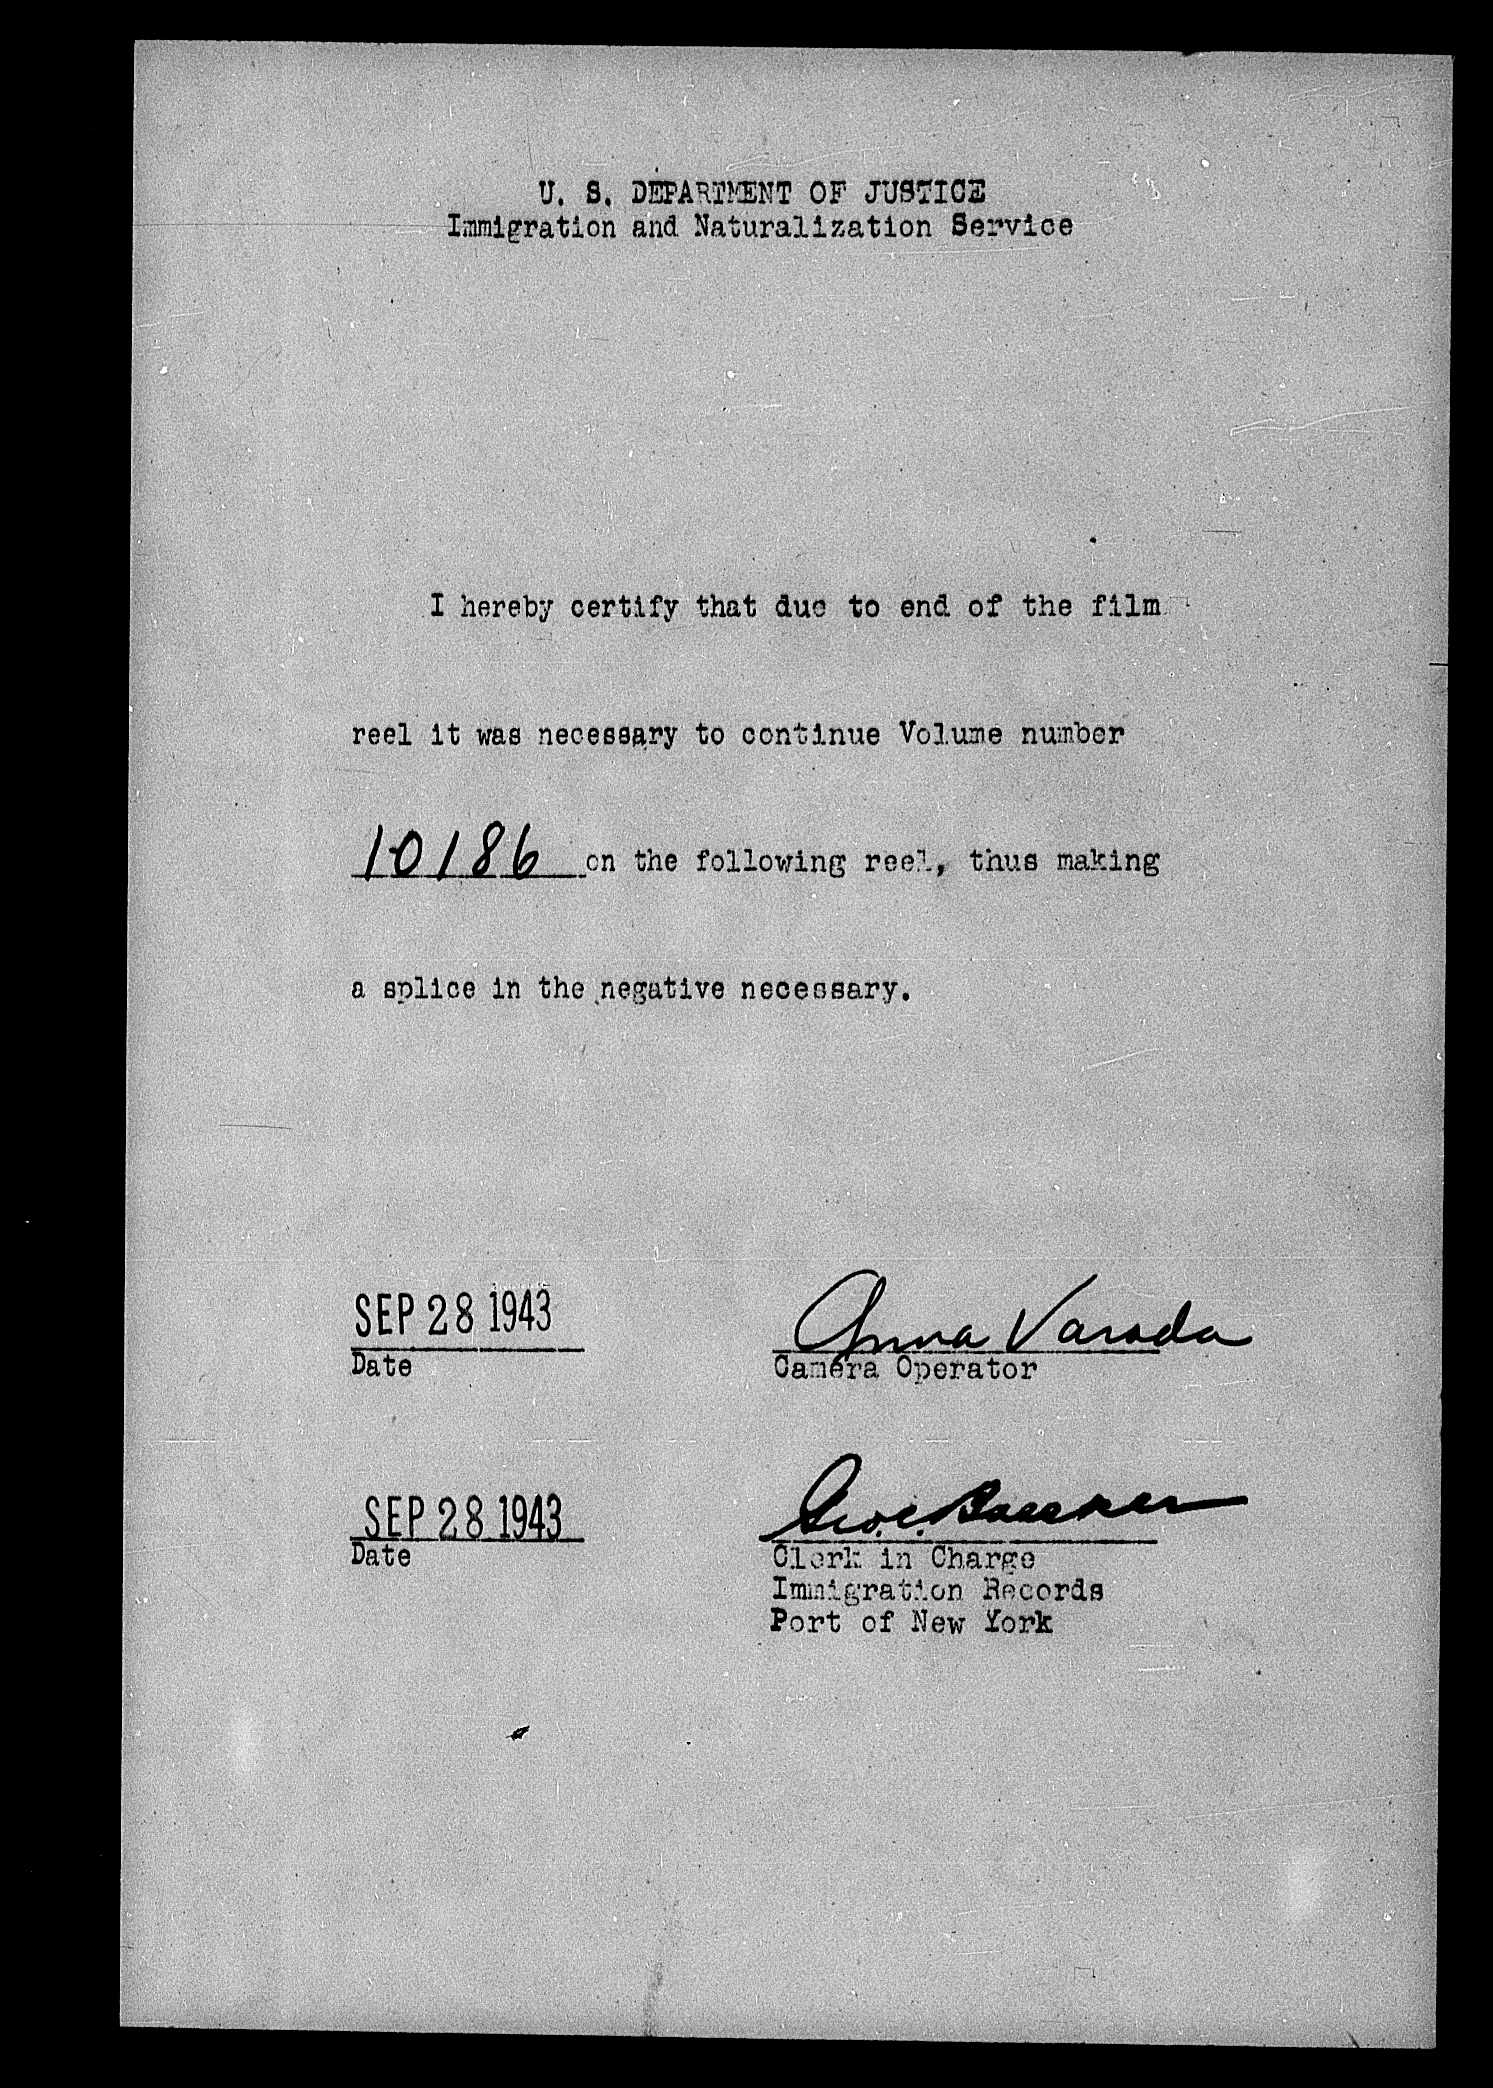 U. S. DEPARTMENT OF JUSTICE
Immigration and Naturalization Service
I hereby certify that due to end of the film
reel it was necessary to continue Volume number
10186 on the following reel, thus making
a splice in the negative necessary.
SEP 28 1943
Date
Anna Varada
Camera Operator
SEP 28 1943
Date
Geo. C.
Clerk in Charge
Immigration Records
Port of New York